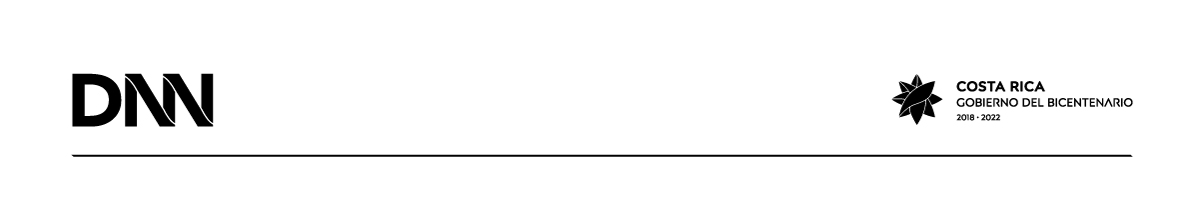 DNN
COSTA RICA
GOBIERNO DEL BICENTENARIO
2018 · 2022